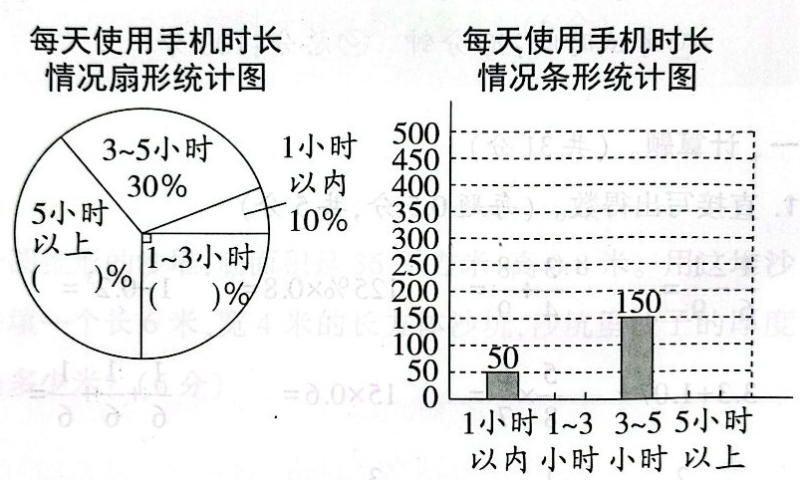 每天使用手机时长
情况扇形统计图
3~5小时
30%
1小时
以内
10%
5小时
以上
(　　)%
1~3小时
(　　)%
每天使用手机时长
情况条形统计图
500
450
400
350
300
250
200
150
100
50
0
50
150
1小时 1~3 3~5 5小时
以内 小时 小时 以上